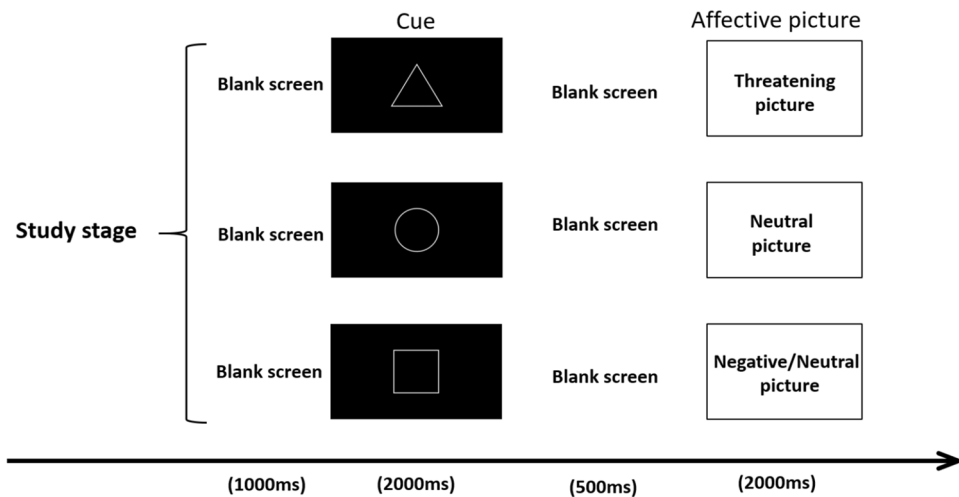 Cue
Affective picture
Blank screen
Blank screen
Threatening
picture
Study stage
Blank screen
Blank screen
Neutral
picture
Blank screen
Blank screen
Negative/Neutral
picture
(1000ms)
(2000ms)
(500ms)
(2000ms)